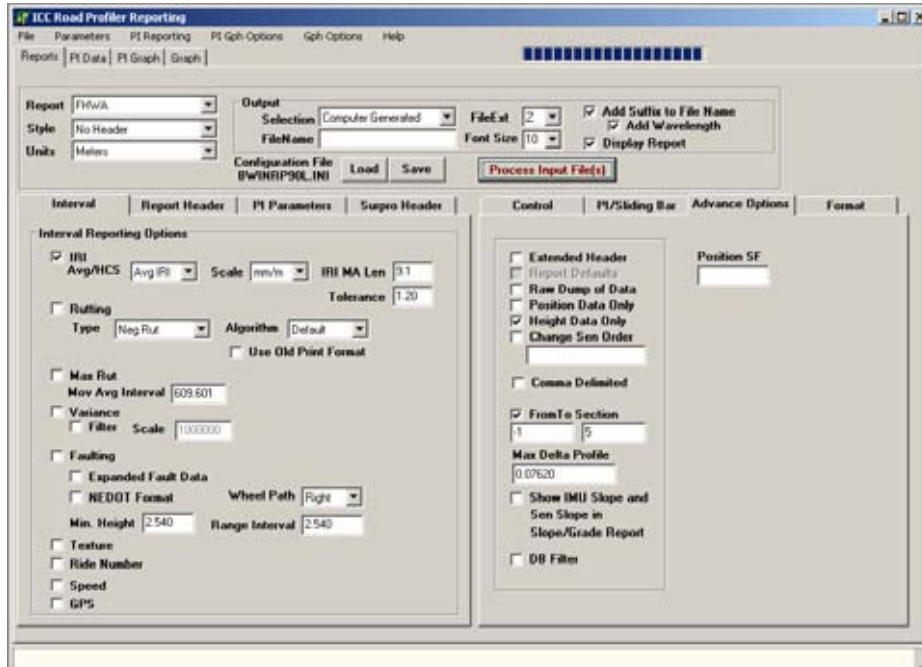 ICC Road Profiler Reporting
File Parameters PI Reporting PI Gph Options Gph Options Help
Reports PI Data PI Graph Graph
Report FHWA
Style No Header
Units Meters
Output
Selection Computer Generated
FileName
FileExt 2
Font Size 10
Add Suffix to File Name
Add Wavelength
Display Report
Configuration File
BWINRP90L.INI
Load Save
Process Input File(s)
Interval Report Header PI Parameters Surpro Header
Interval Reporting Options
IRI
Avg/HCS Avg IRI Scale mm/m IRI MA Len 9.1
Tolerance 1.20
Rutting
Type Neg Rut Algorithm Default
Use Old Print Format
Max Rut
Mov Avg Interval 609.601
Variance
Filter Scale 1000000
Faulting
Expanded Fault Data
NEDOT Format Wheel Path Right
Min. Height 2.540 Range Interval 2.540
Texture
Ride Number
Speed
GPS
Control PI/Sliding Bar Advance Options Format
Extended Header
Report Defaults
Raw Dump of Data
Position Data Only
Height Data Only
Change Sen Order
Comma Delimited
FromTo Section
-1 5
Max Delta Profile
0.07620
Show IMU Slope and
Sen Slope in
Slope/Grade Report
DB Filter
Position SF